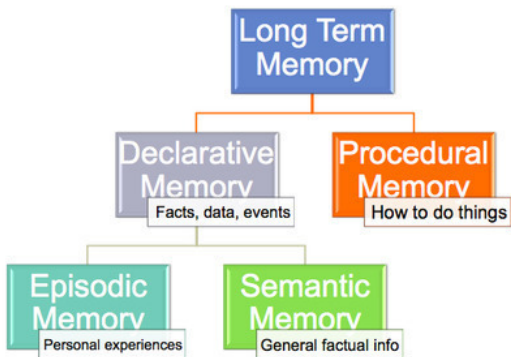 Long Term
Memory
Declarative
Memory
Facts, data, events
Procedural
Memory
How to do things
Episodic
Memory
Personal experiences
Semantic
Memory
General factual info